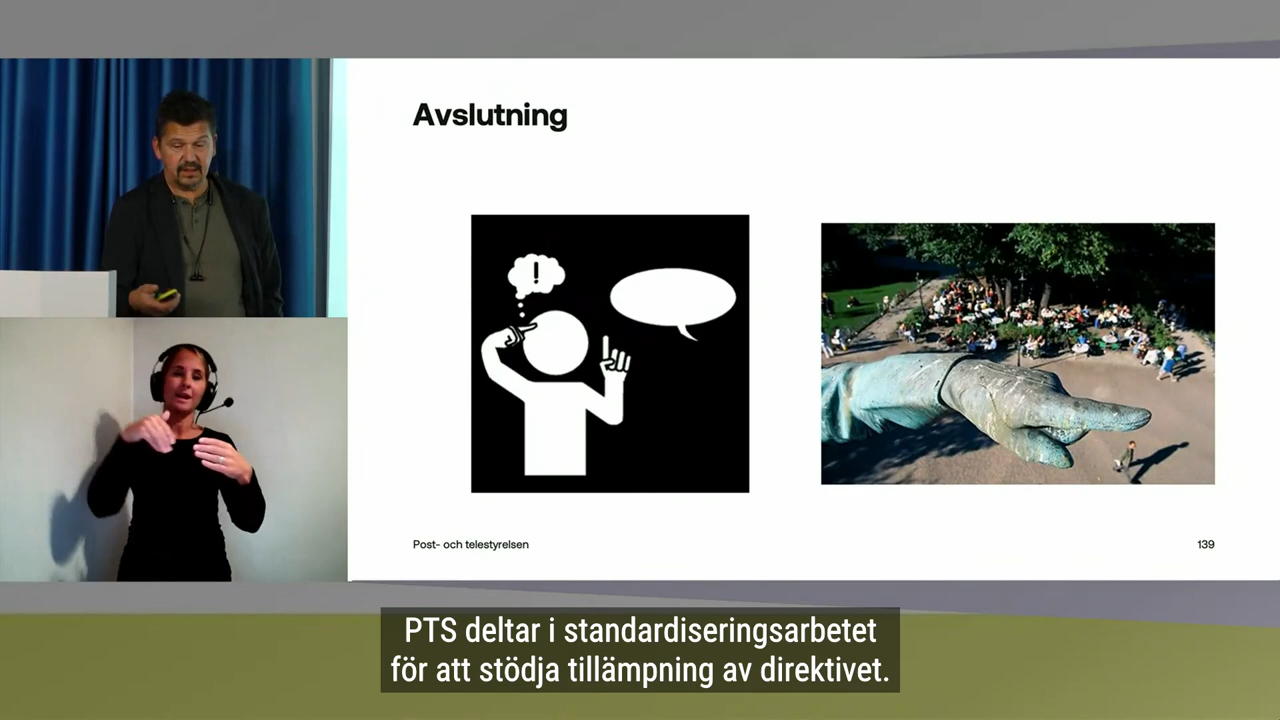 Avslutning
!
Post- och telestyrelsen
139
PTS deltar i standardiseringsarbetet
för att stödja tillämpning av direktivet.